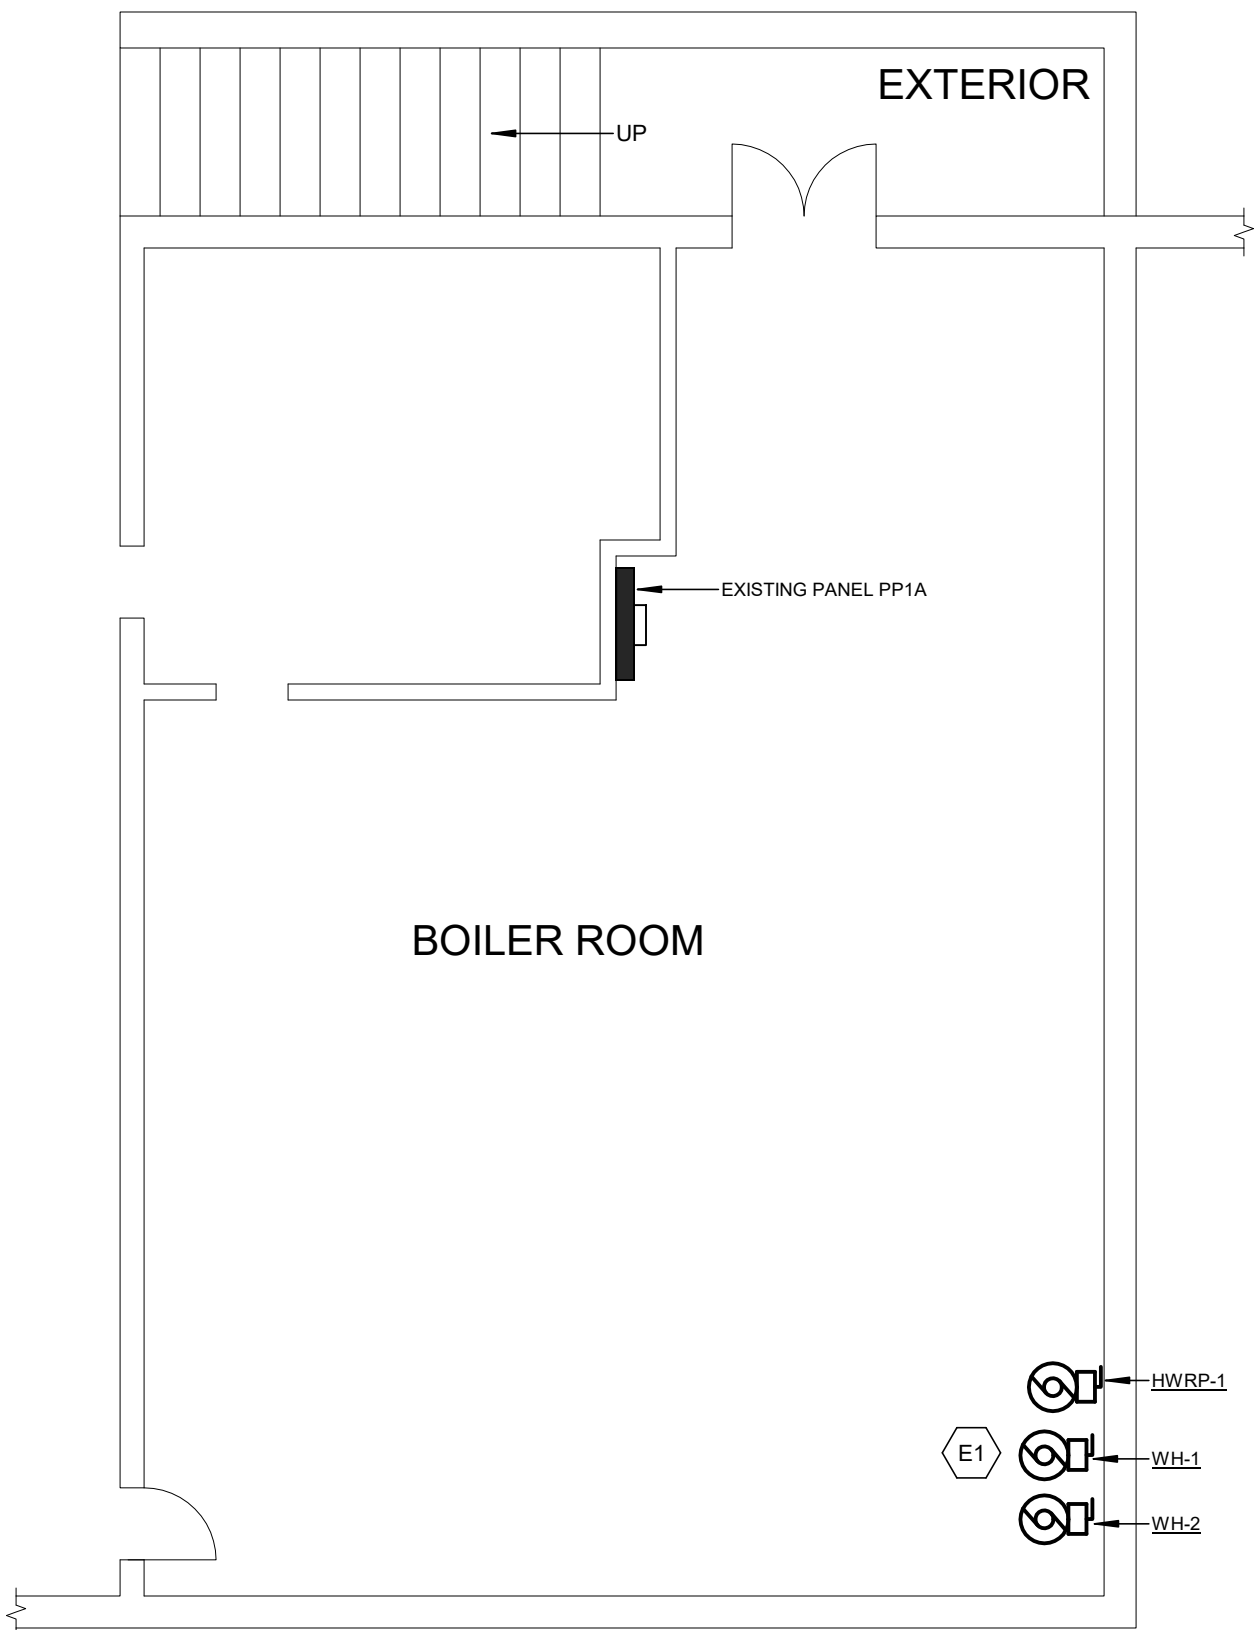 EXTERIOR
UP
EXISTING PANEL PP1A
BOILER ROOM
HWRP-1
E1
WH-1
WH-2